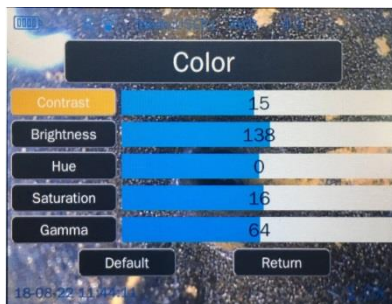 Color
Contrast 15
Brightness 138
Hue 0
Saturation 16
Gamma 64
Default Return